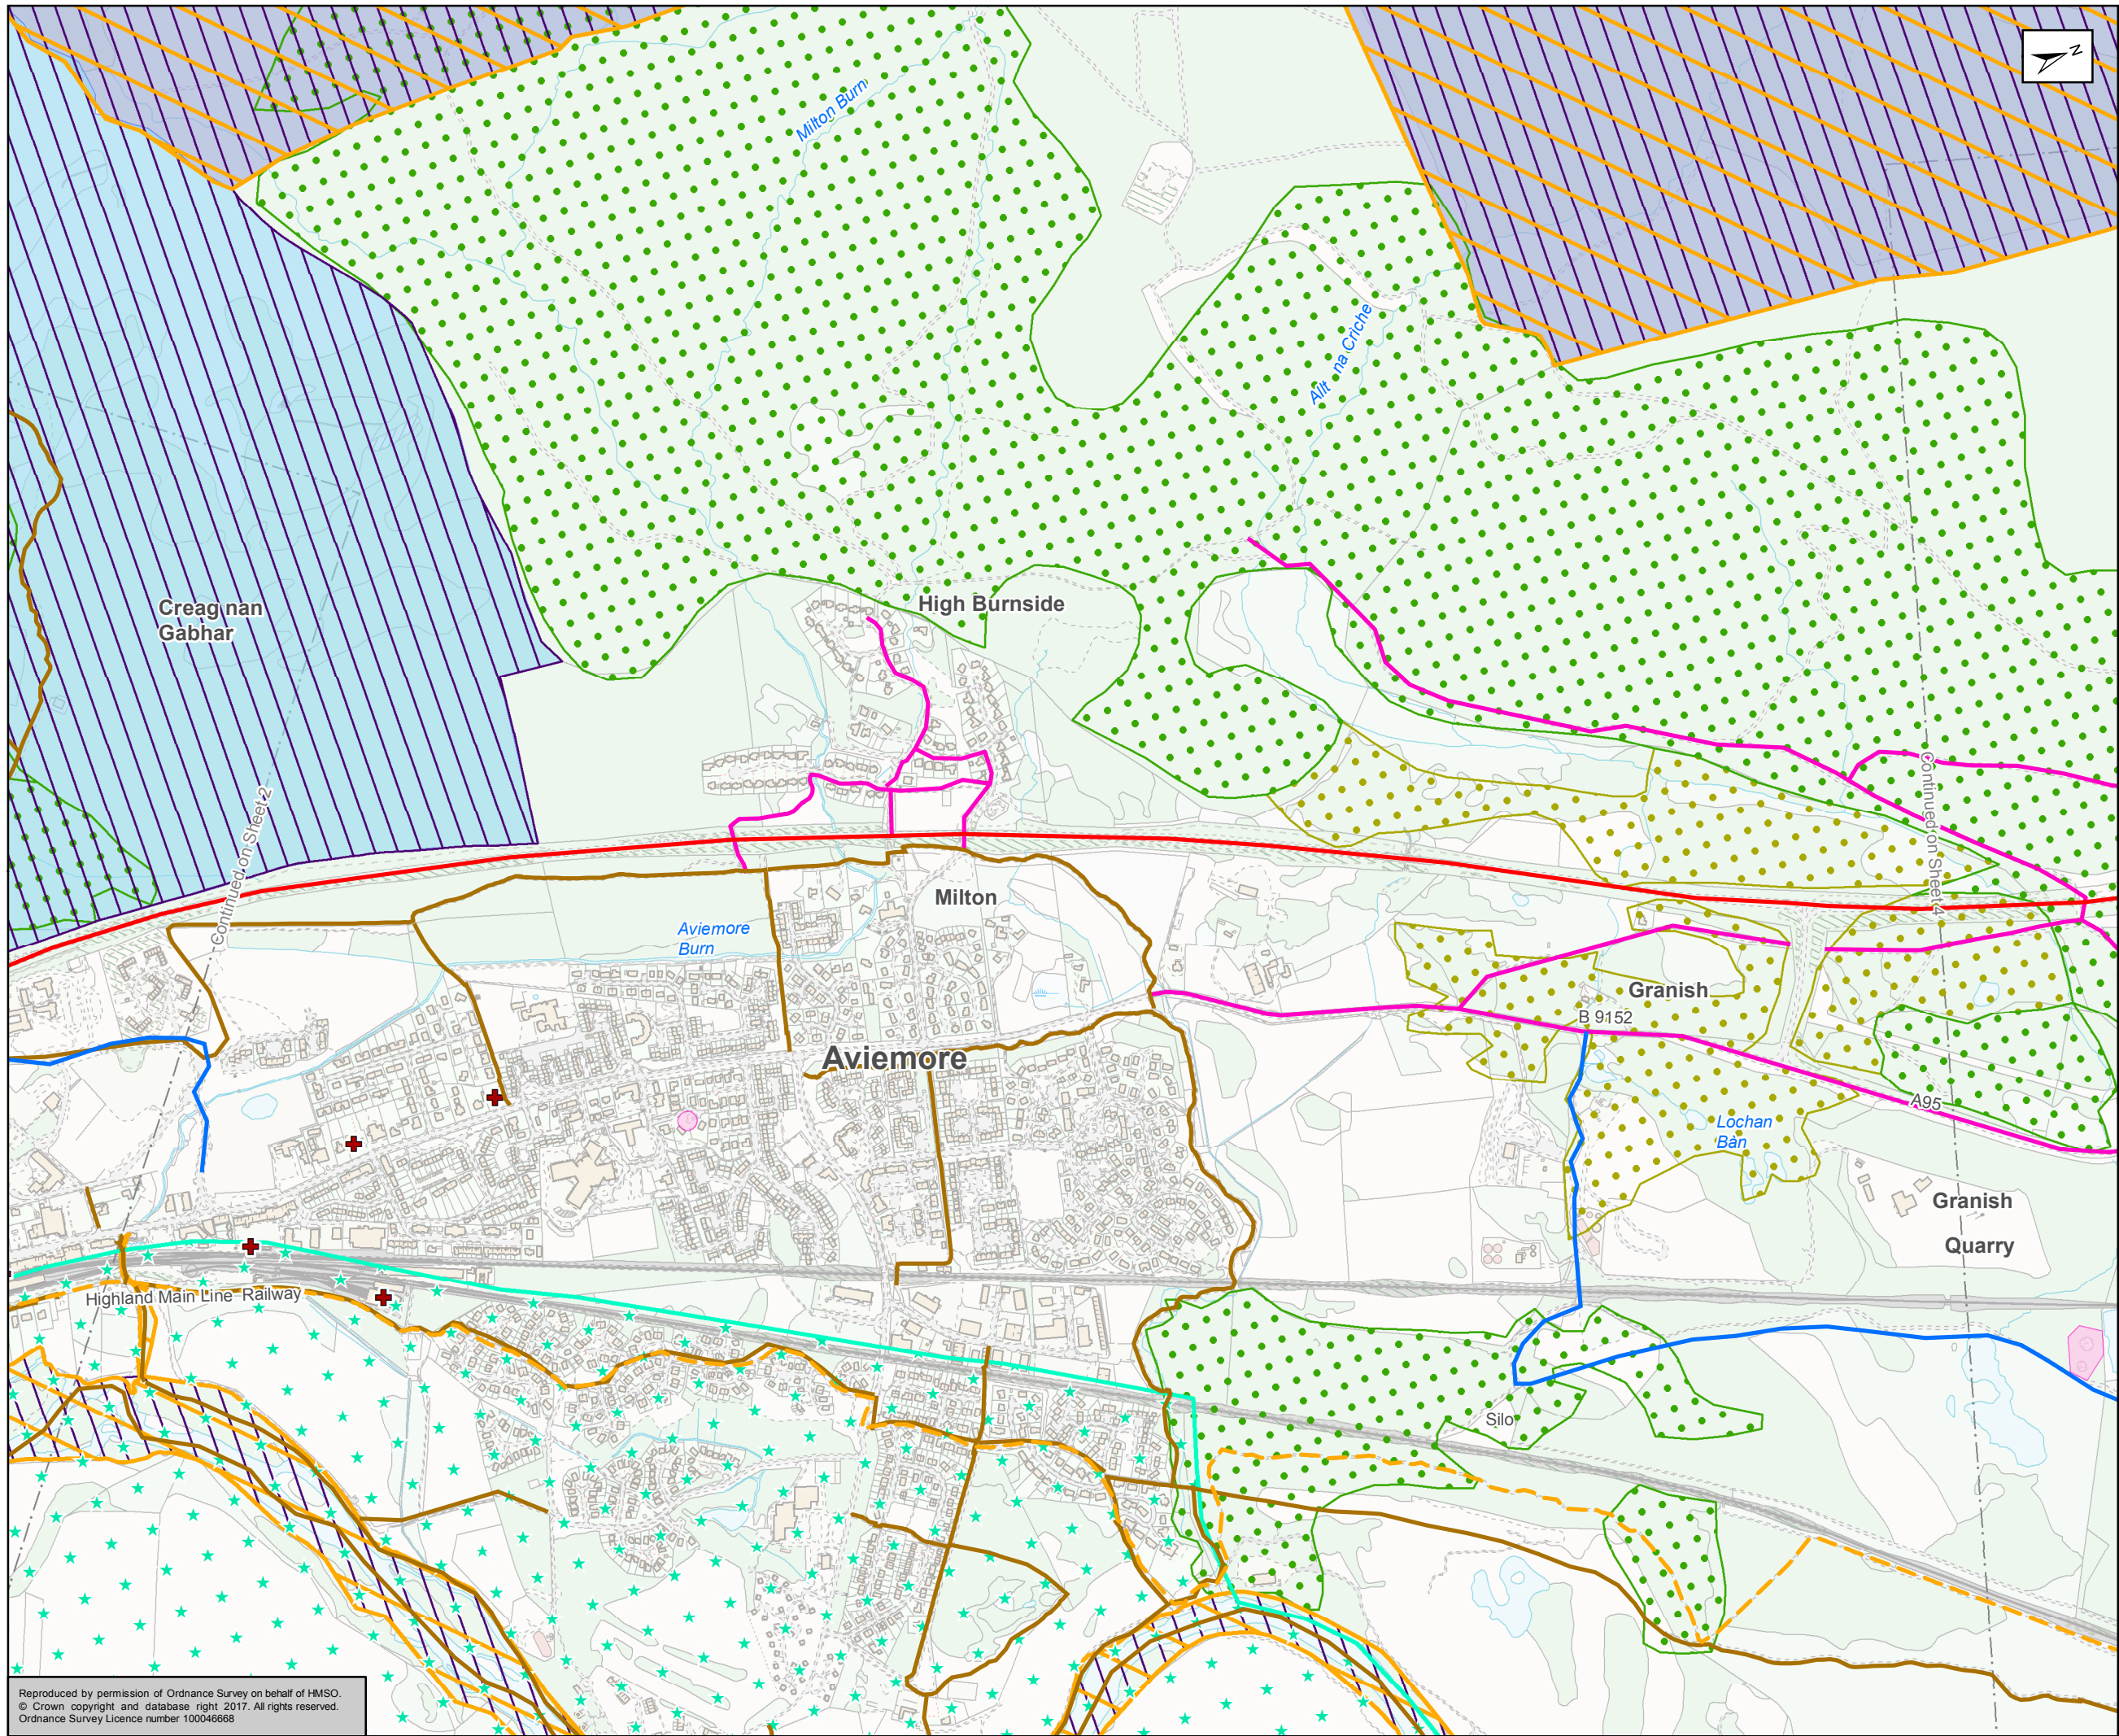 N
Milton Burn
Allt na Criche
Creag nan
Gabhar
High Burnside
Continued on Sheet 2
Continued on Sheet 4
Milton
Aviemore
Burn
Granish
B 9152
Aviemore
A95
Lochan
Bàn
Granish
Quarry
Highland Main Line Railway
Silo
Reproduced by permission of Ordnance Survey on behalf of HMSO.
© Crown copyright and database right 2017. All rights reserved.
Ordnance Survey Licence number 100046668